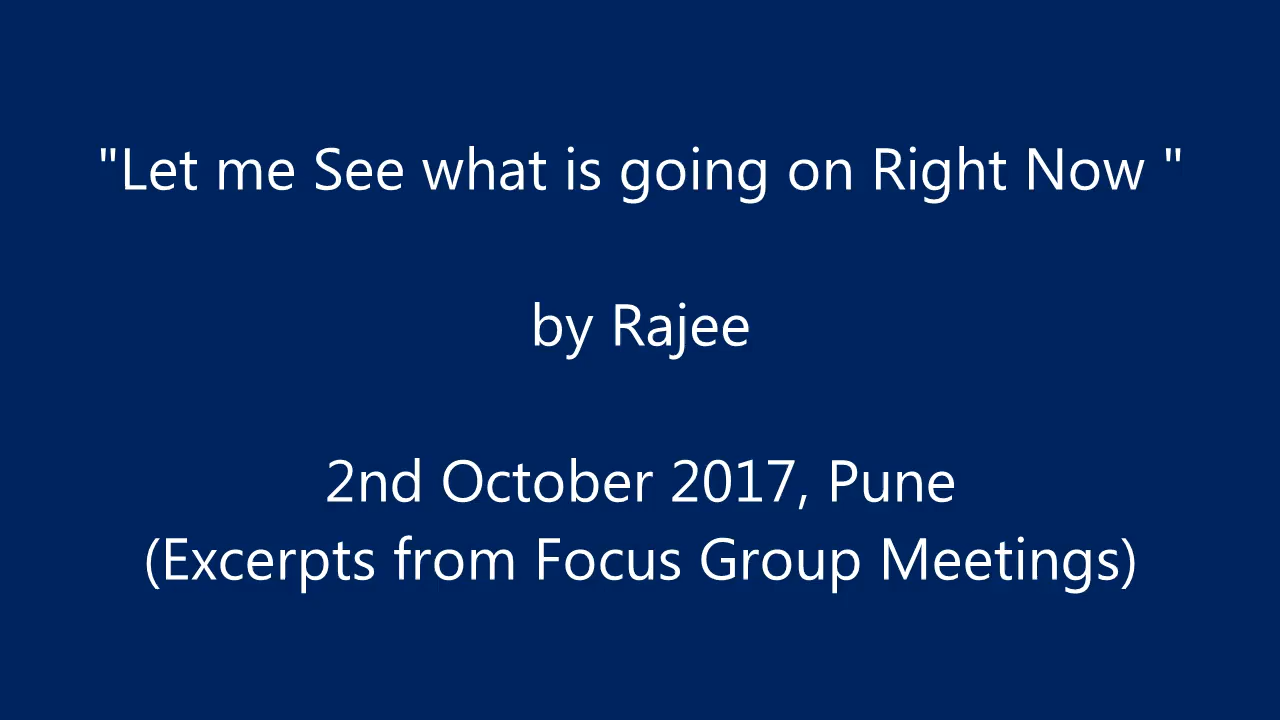 "Let me See what is going on Right Now "
by Rajee
2nd October 2017, Pune
(Excerpts from Focus Group Meetings)